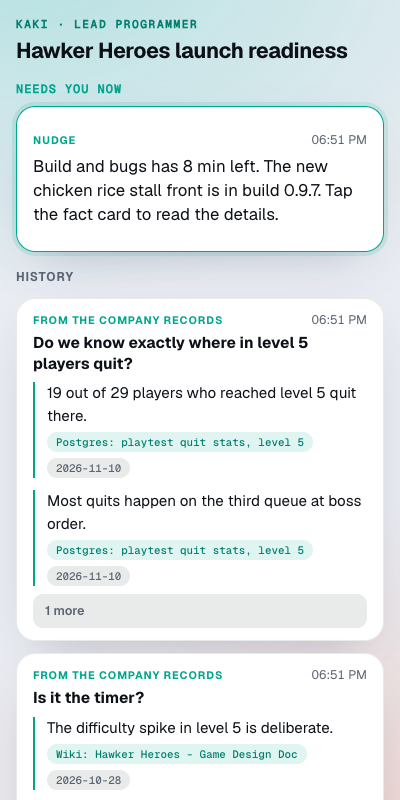 KAKI · LEAD PROGRAMMER
Hawker Heroes launch readiness
NEEDS YOU NOW
NUDGE 06:51 PM
Build and bugs has 8 min left. The new
chicken rice stall front is in build 0.9.7. Tap
the fact card to read the details.
HISTORY
FROM THE COMPANY RECORDS 06:51 PM
Do we know exactly where in level 5
players quit?
19 out of 29 players who reached level 5 quit
there.
Postgres: playtest quit stats, level 5
2026-11-10
Most quits happen on the third queue at boss
order.
Postgres: playtest quit stats, level 5
2026-11-10
1 more
FROM THE COMPANY RECORDS 06:51 PM
Is it the timer?
The difficulty spike in level 5 is deliberate.
Wiki: Hawker Heroes - Game Design Doc
2026-10-28